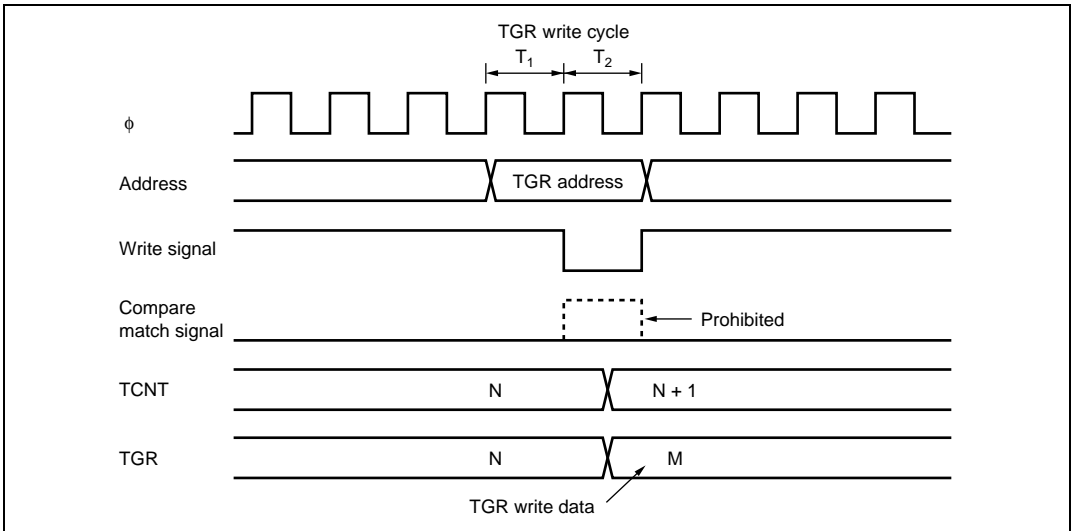 TGR write cycle
T₁ T₂
ϕ
Address TGR address
Write signal
Compare
match signal Prohibited
TCNT N N + 1
TGR N M
TGR write data